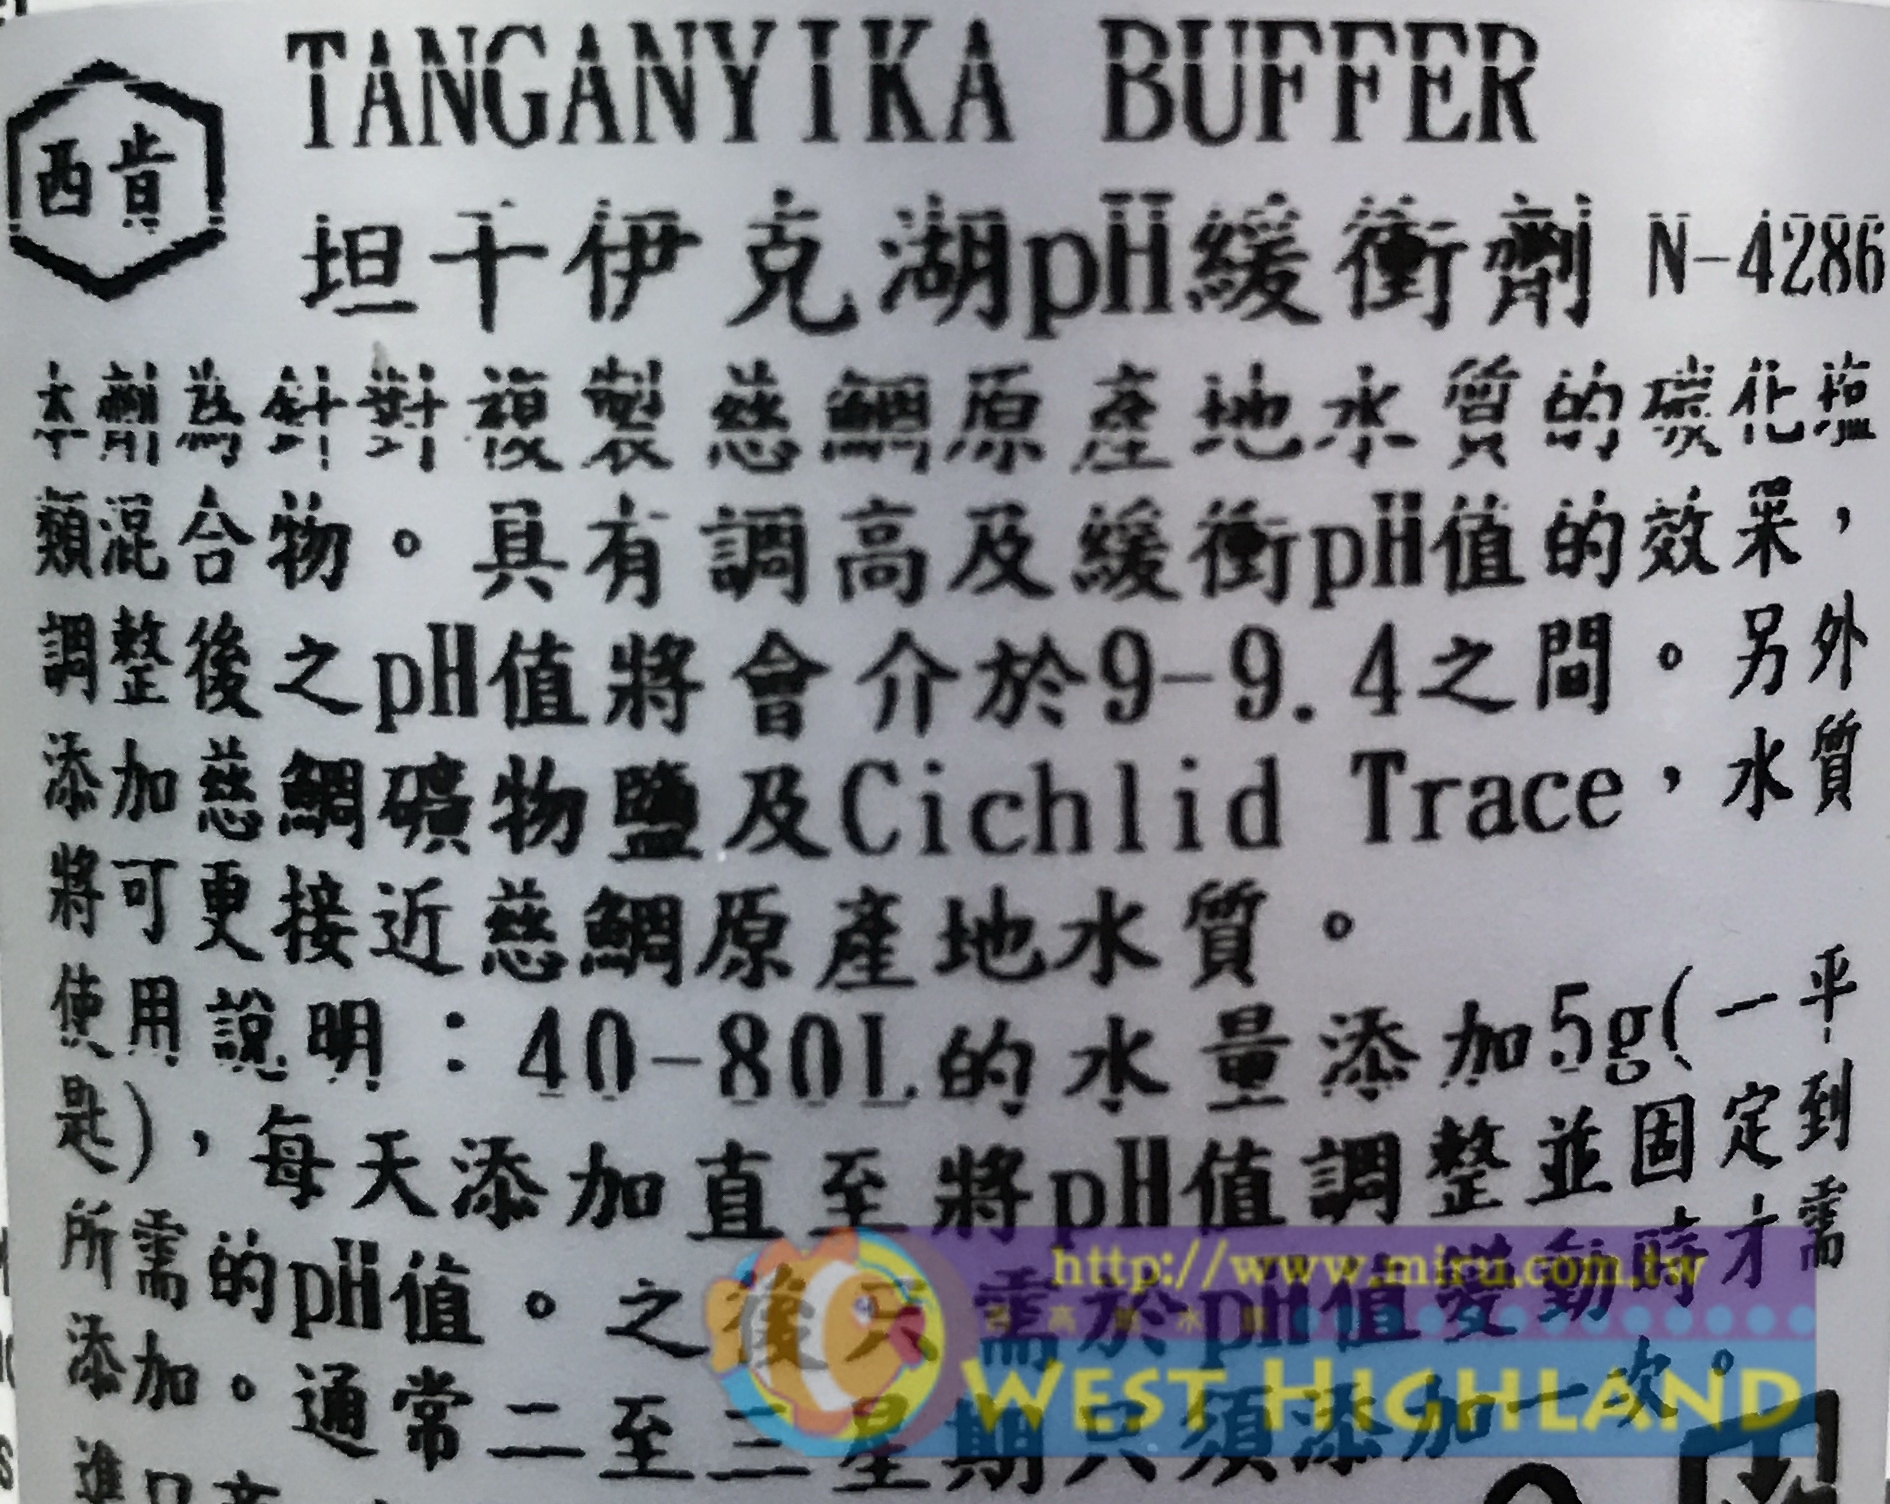 西肯
TANGANYIKA BUFFER
坦干伊克湖pH緩衝劑 N-4286
本劑為針對複製慈鯛原產地水質的碳化塩
類混合物。具有調高及緩衝pH值的效果,
調整後之pH值將會介於9-9.4之間。另外
添加慈鯛礦物鹽及Cichlid Trace,水質
將可更接近慈鯛原產地水質。
使用說明:40-80L的水量添加5g(一平
匙),每天添加直至將pH值調整並固定到
所需的pH值。之後只需於pH值變動時才需
添加。通常二至三星期只須添加一次。
進口商
http://www.miru.com.tw
WEST HIGHLAND